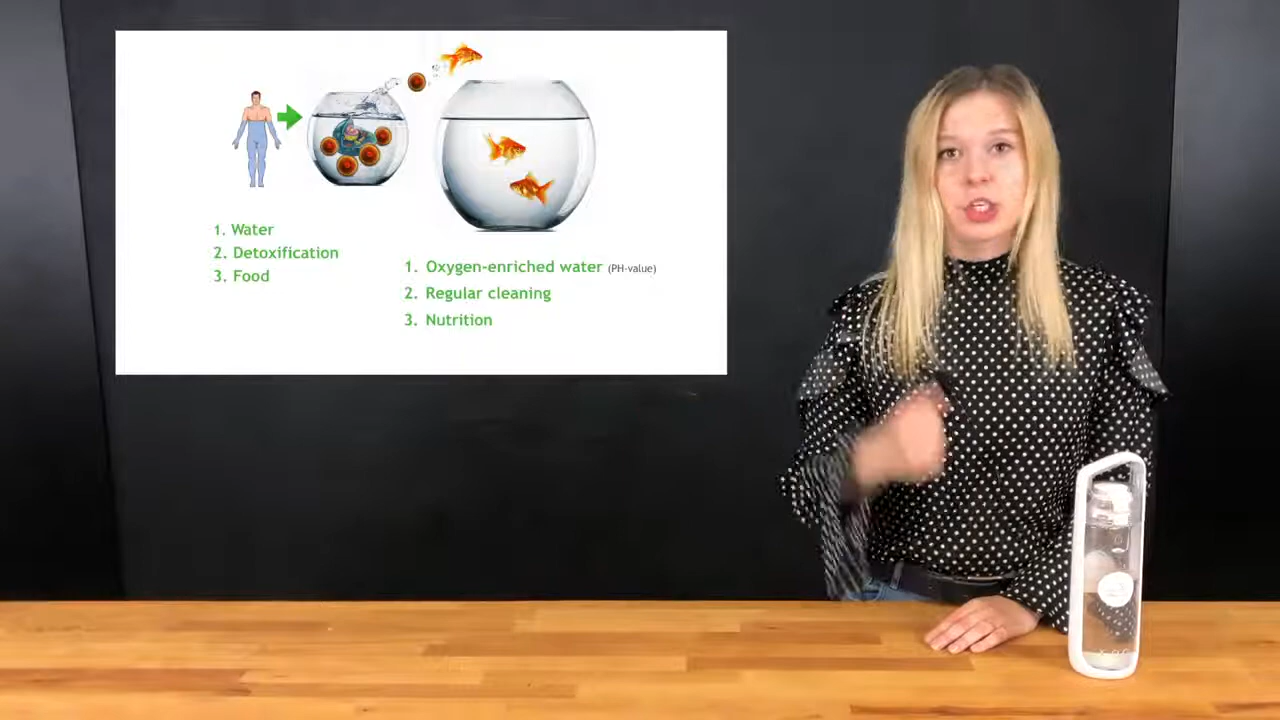 1. Water
2. Detoxification
3. Food
1. Oxygen-enriched water (PH-value)
2. Regular cleaning
3. Nutrition